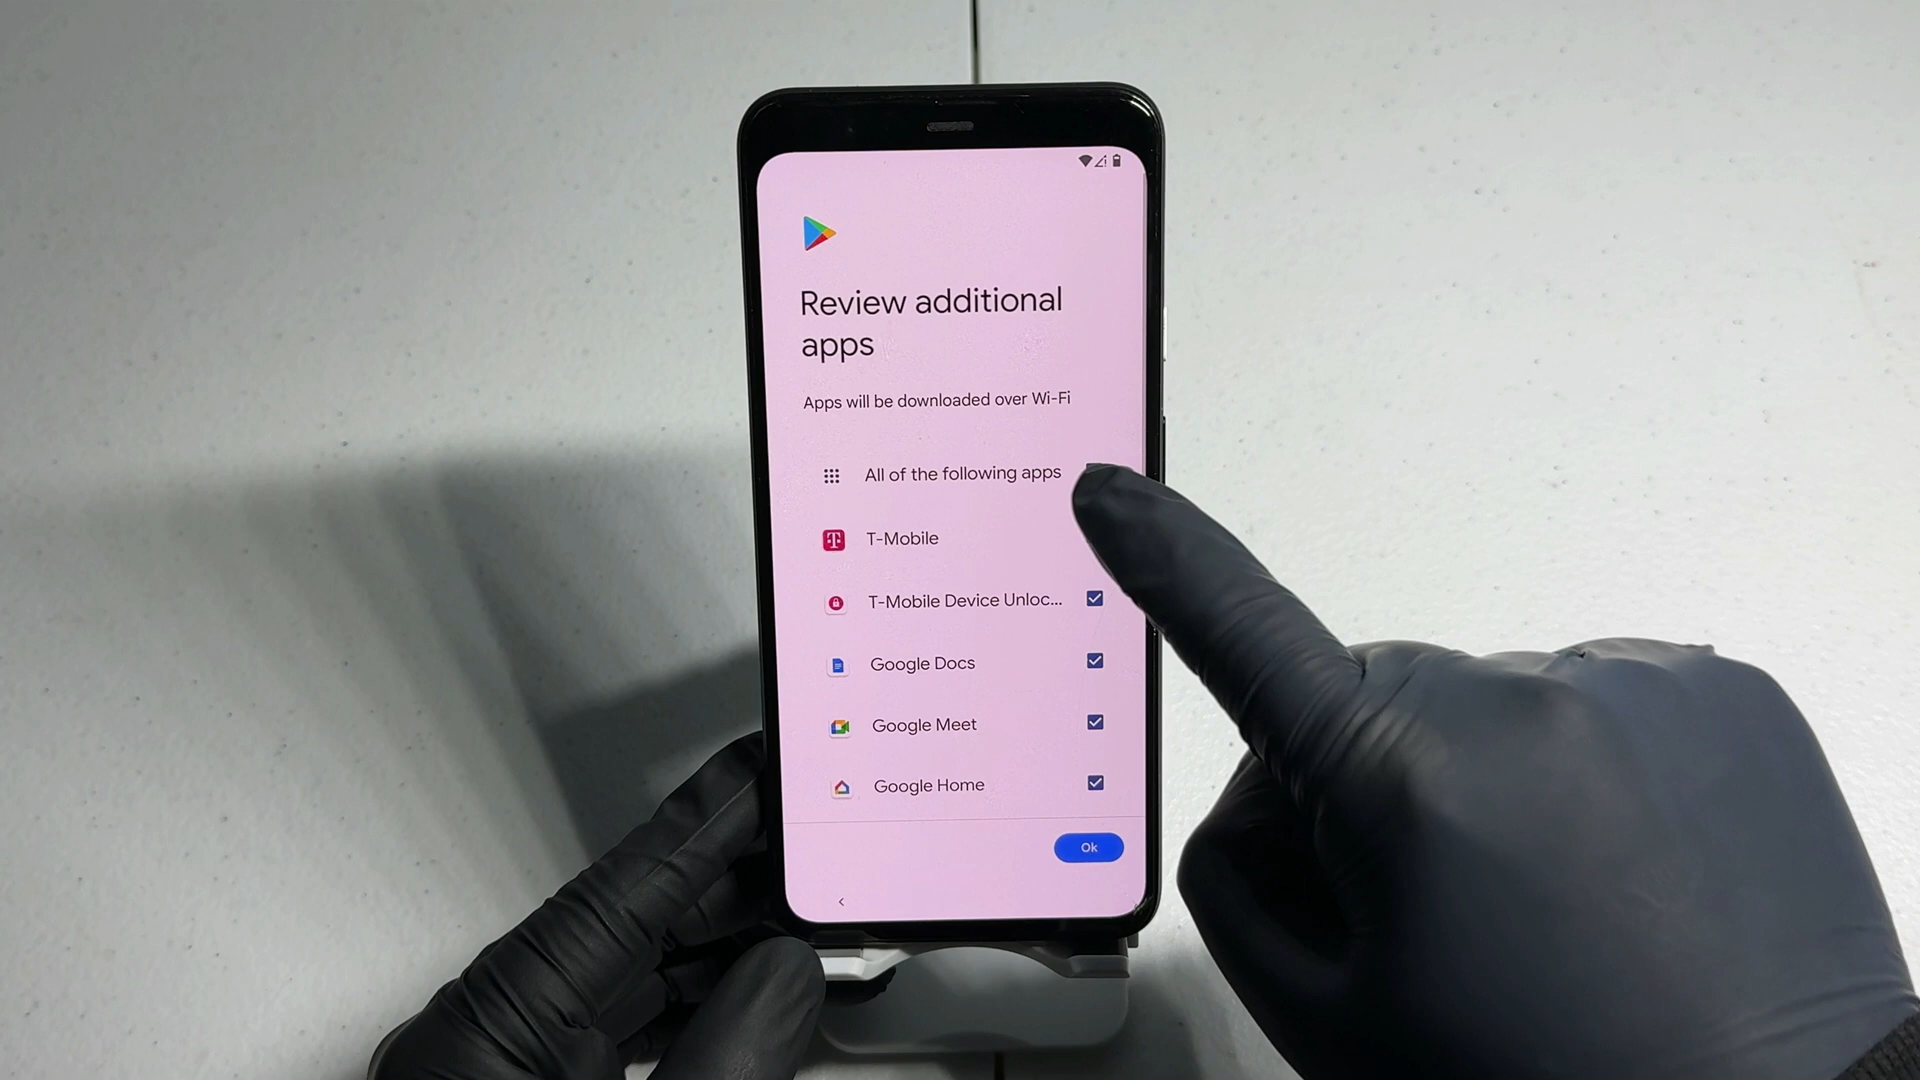 Review additional
apps
Apps will be downloaded over Wi-Fi
All of the following apps
T-Mobile
T-Mobile Device Unloc...
Google Docs
Google Meet
Google Home
Ok